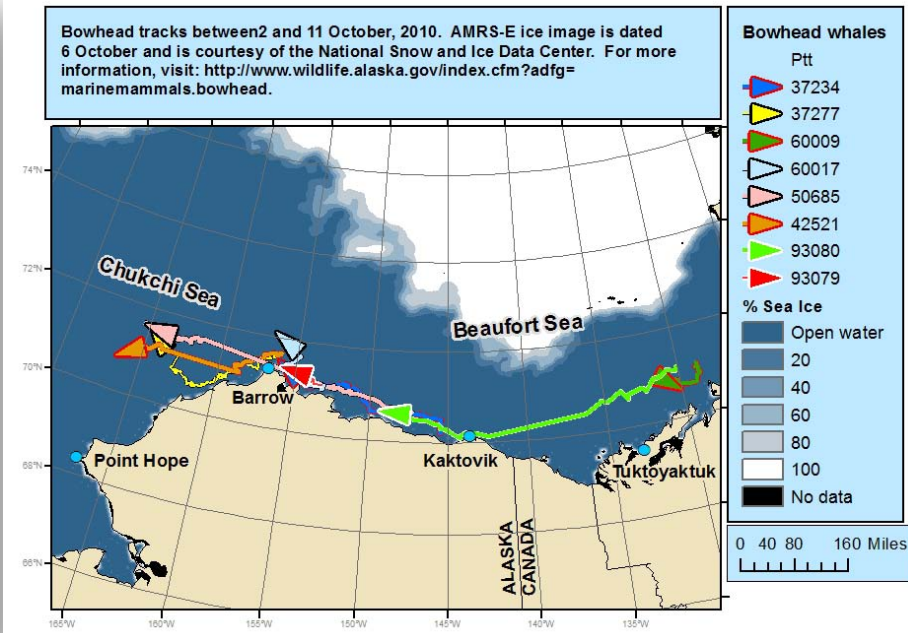 Bowhead tracks between2 and 11 October, 2010.  AMRS-E ice image is dated
6 October and is courtesy of the National Snow and Ice Data Center.  For more
information, visit: http://www.wildlife.alaska.gov/index.cfm?adfg=
marinemammals.bowhead.
Bowhead whales
Ptt
37234
37277
60009
60017
50685
42521
93080
93079
% Sea Ice
Open water
20
40
60
80
100
No data
0 40 80 160 Miles
74°N
72°N
70°N
68°N
66°N
Chukchi Sea
Beaufort Sea
Barrow
Point Hope
Kaktovik
Tuktoyaktuk
ALASKA
CANADA
165°W
160°W
155°W
150°W
145°W
140°W
135°W